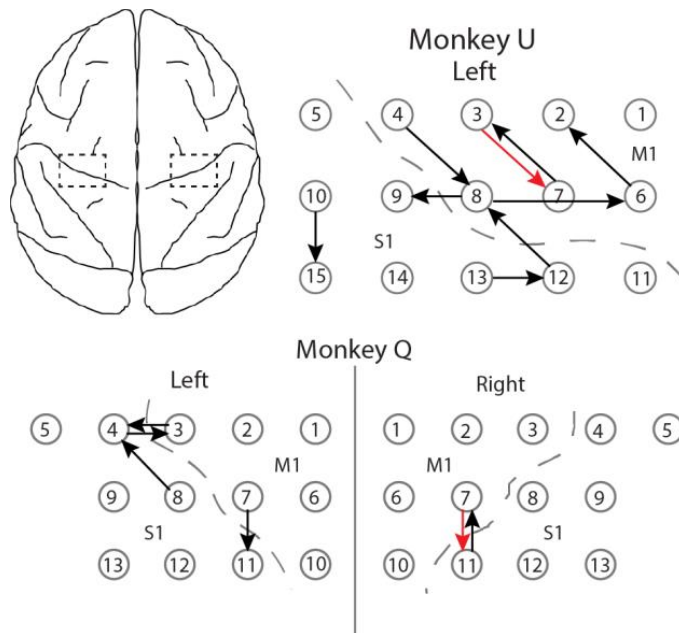 Monkey U
Left
5 4 3 2 1
M1
10 9 8 7 6
S1
15 14 13 12 11
Monkey Q
Left
5 4 3 2 1
M1
9 8 7 6
S1
13 12 11 10
Right
1 2 3 4 5
M1
6 7 8 9
S1
10 11 12 13